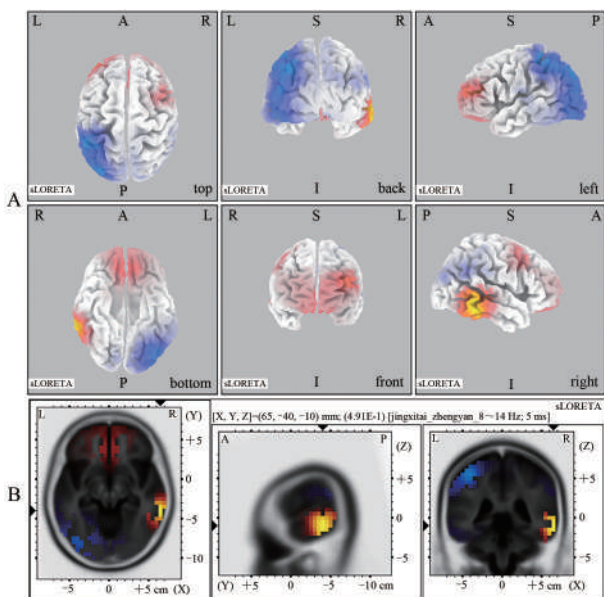 L A R
L S R
A S P
A
sLORETA P top
sLORETA I back
sLORETA I left
R A L
R S L
P S A
sLORETA P bottom
sLORETA I front
sLORETA I right
B
sLORETA
[X, Y, Z]=(65, -40, -10) mm; (4.91E-1) [jingxitai_zhengyan_8~14 Hz; 5 ms]
L R (Y)
+5
0
-5
-10
-5 0 +5 cm (X)
A P (Z)
+5
0
-5
(Y) +5 0 -5 -10 cm
L R (Z)
+5
0
-5
-5 0 +5 cm (X)